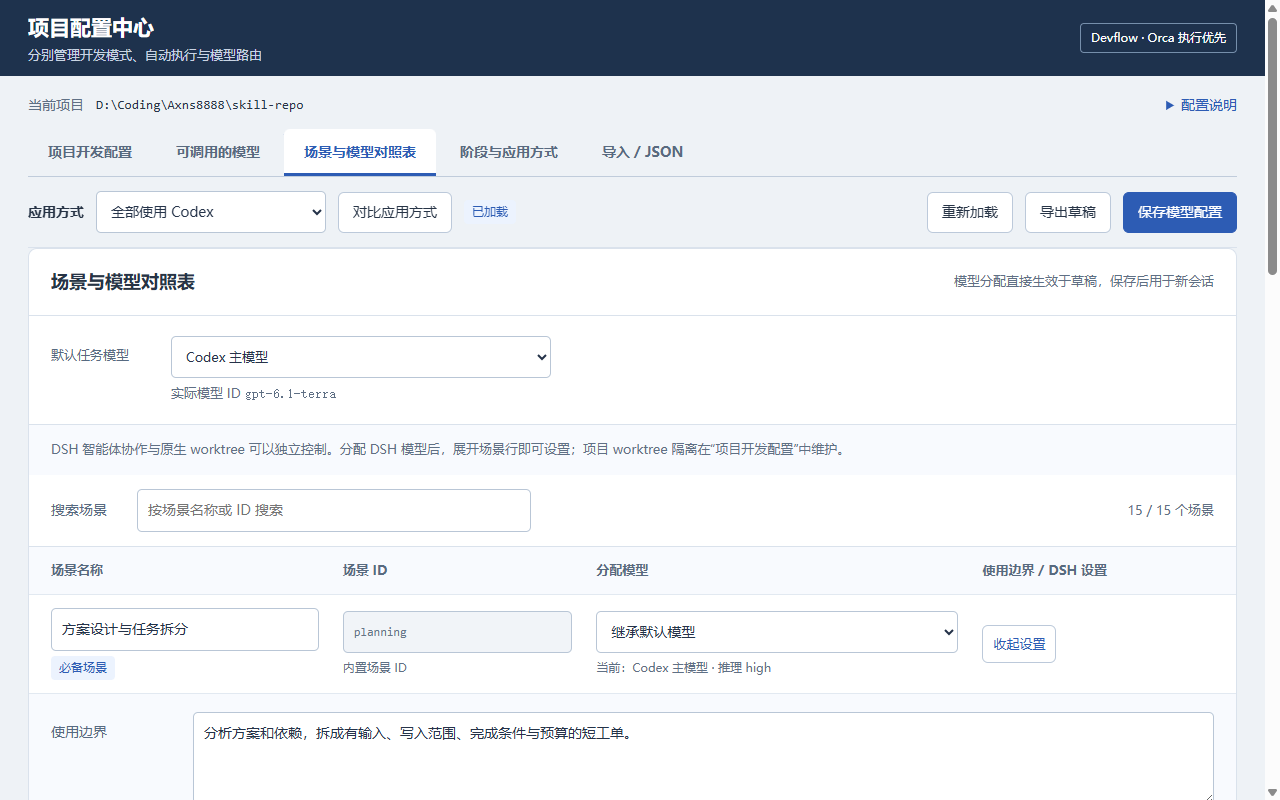 项目配置中心
分别管理开发模式、自动执行与模型路由
Devflow · Orca 执行优先
当前项目 D:\Coding\Axns8888\skill-repo
▶ 配置说明
项目开发配置 可调用的模型 场景与模型对照表 阶段与应用方式 导入 / JSON
应用方式 全部使用 Codex 对比应用方式 已加载 重新加载 导出草稿 保存模型配置
场景与模型对照表
模型分配直接生效于草稿，保存后用于新会话
默认任务模型 Codex 主模型
实际模型 ID gpt-6.1-terra
DSH 智能体协作与原生 worktree 可以独立控制。分配 DSH 模型后，展开场景行即可设置；项目 worktree 隔离在“项目开发配置”中维护。
搜索场景 按场景名称或 ID 搜索 15 / 15 个场景
场景名称 场景 ID 分配模型 使用边界 / DSH 设置
方案设计与任务拆分 planning 继承默认模型 收起设置
必备场景 内置场景 ID 当前：Codex 主模型 · 推理 high
使用边界 分析方案和依赖，拆成有输入、写入范围、完成条件与预算的短工单。